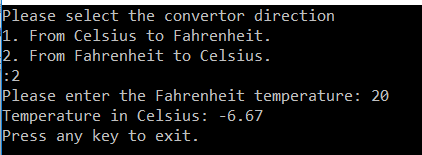 Please select the convertor direction
1. From Celsius to Fahrenheit.
2. From Fahrenheit to Celsius.
:2
Please enter the Fahrenheit temperature: 20
Temperature in Celsius: -6.67
Press any key to exit.